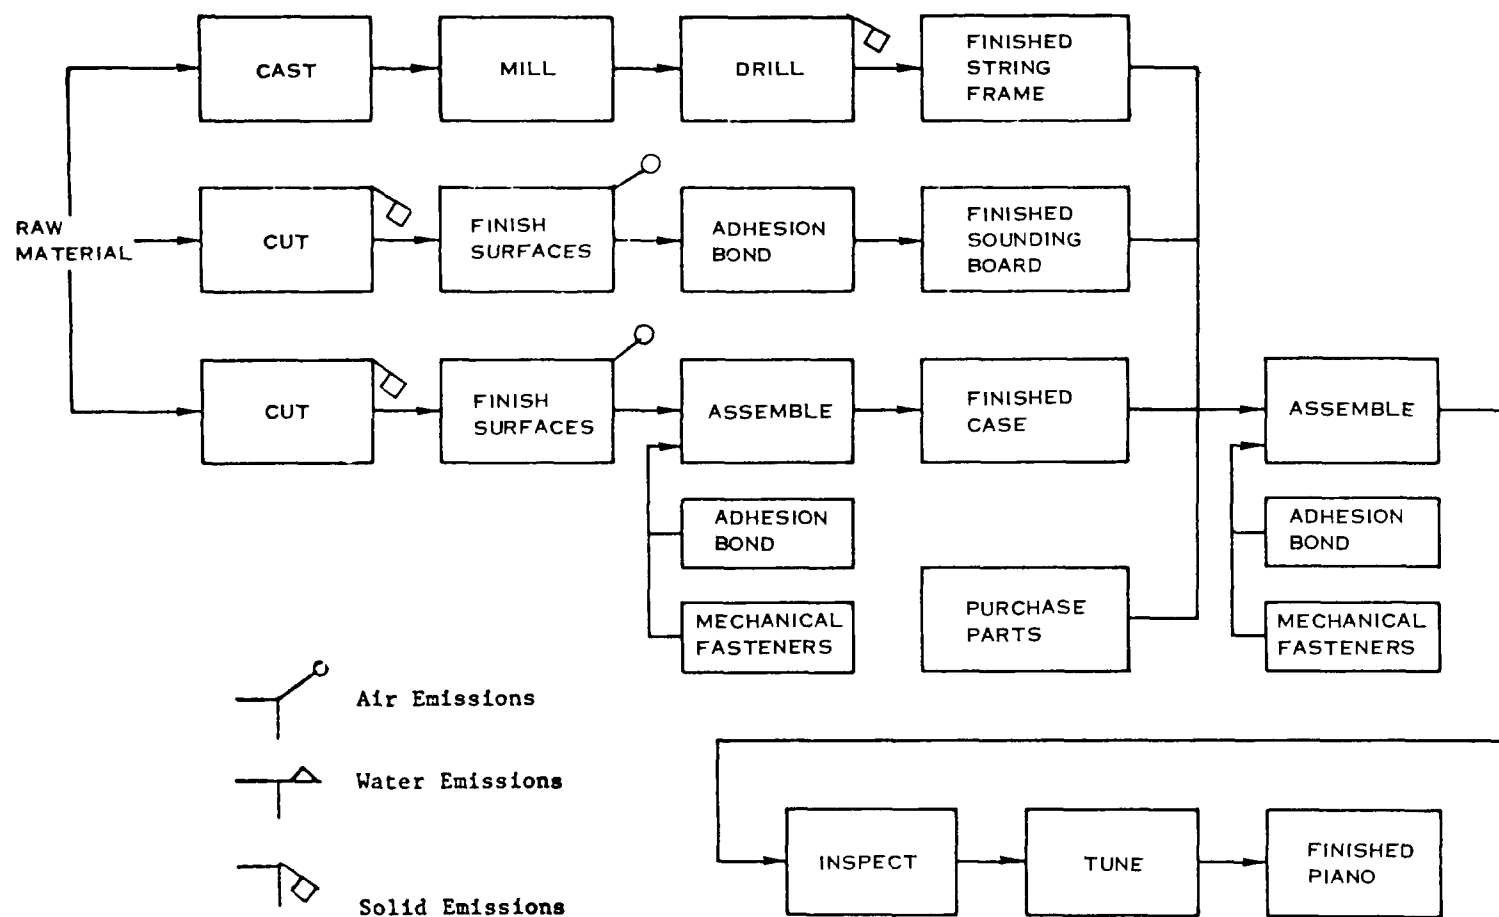 CAST
MILL
DRILL
FINISHED
STRING
FRAME
RAW
MATERIAL
CUT
FINISH
SURFACES
ADHESION
BOND
FINISHED
SOUNDING
BOARD
CUT
FINISH
SURFACES
ASSEMBLE
FINISHED
CASE
ASSEMBLE
ADHESION
BOND
ADHESION
BOND
MECHANICAL
FASTENERS
PURCHASE
PARTS
MECHANICAL
FASTENERS
Air Emissions
Water Emissions
Solid Emissions
INSPECT
TUNE
FINISHED
PIANO